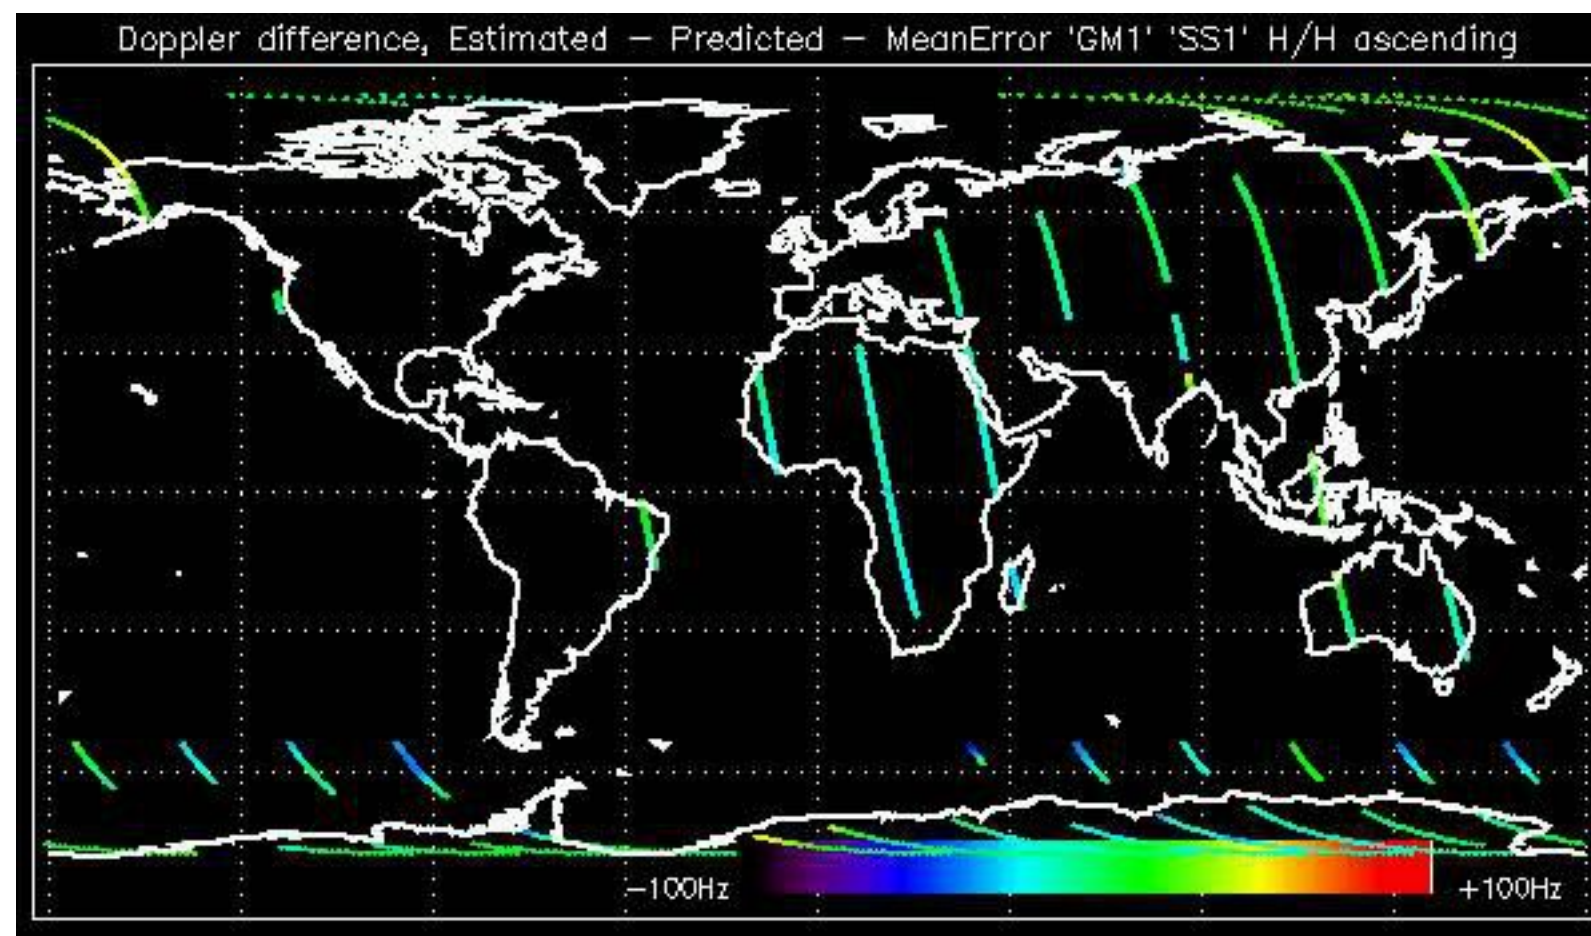 Doppler difference, Estimated – Predicted – MeanError 'GM1' 'SS1' H/H ascending
–100Hz
+100Hz